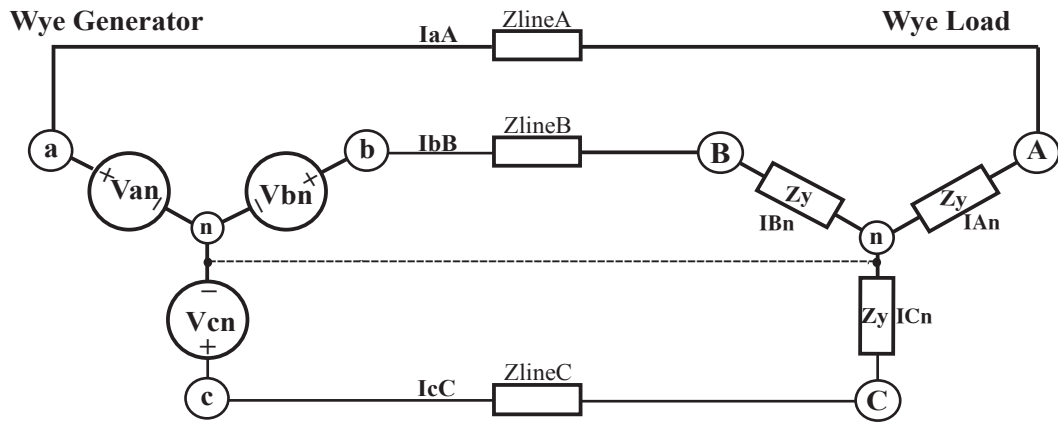 Wye Generator
ZlineA
Wye Load
IaA
a
Van
+
−
b
Vbn
+
−
n
IbB
ZlineB
B
A
Zy
IBn
Zy
IAn
n
−
Vcn
+
Zy
ICn
c
IcC
ZlineC
C